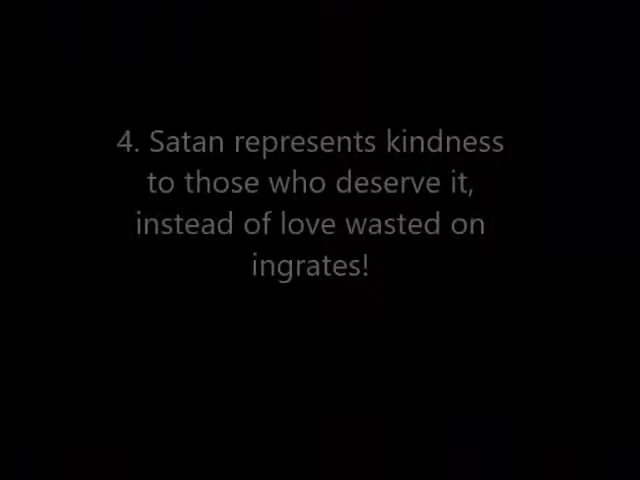 4. Satan represents kindness
to those who deserve it,
instead of love wasted on
ingrates!